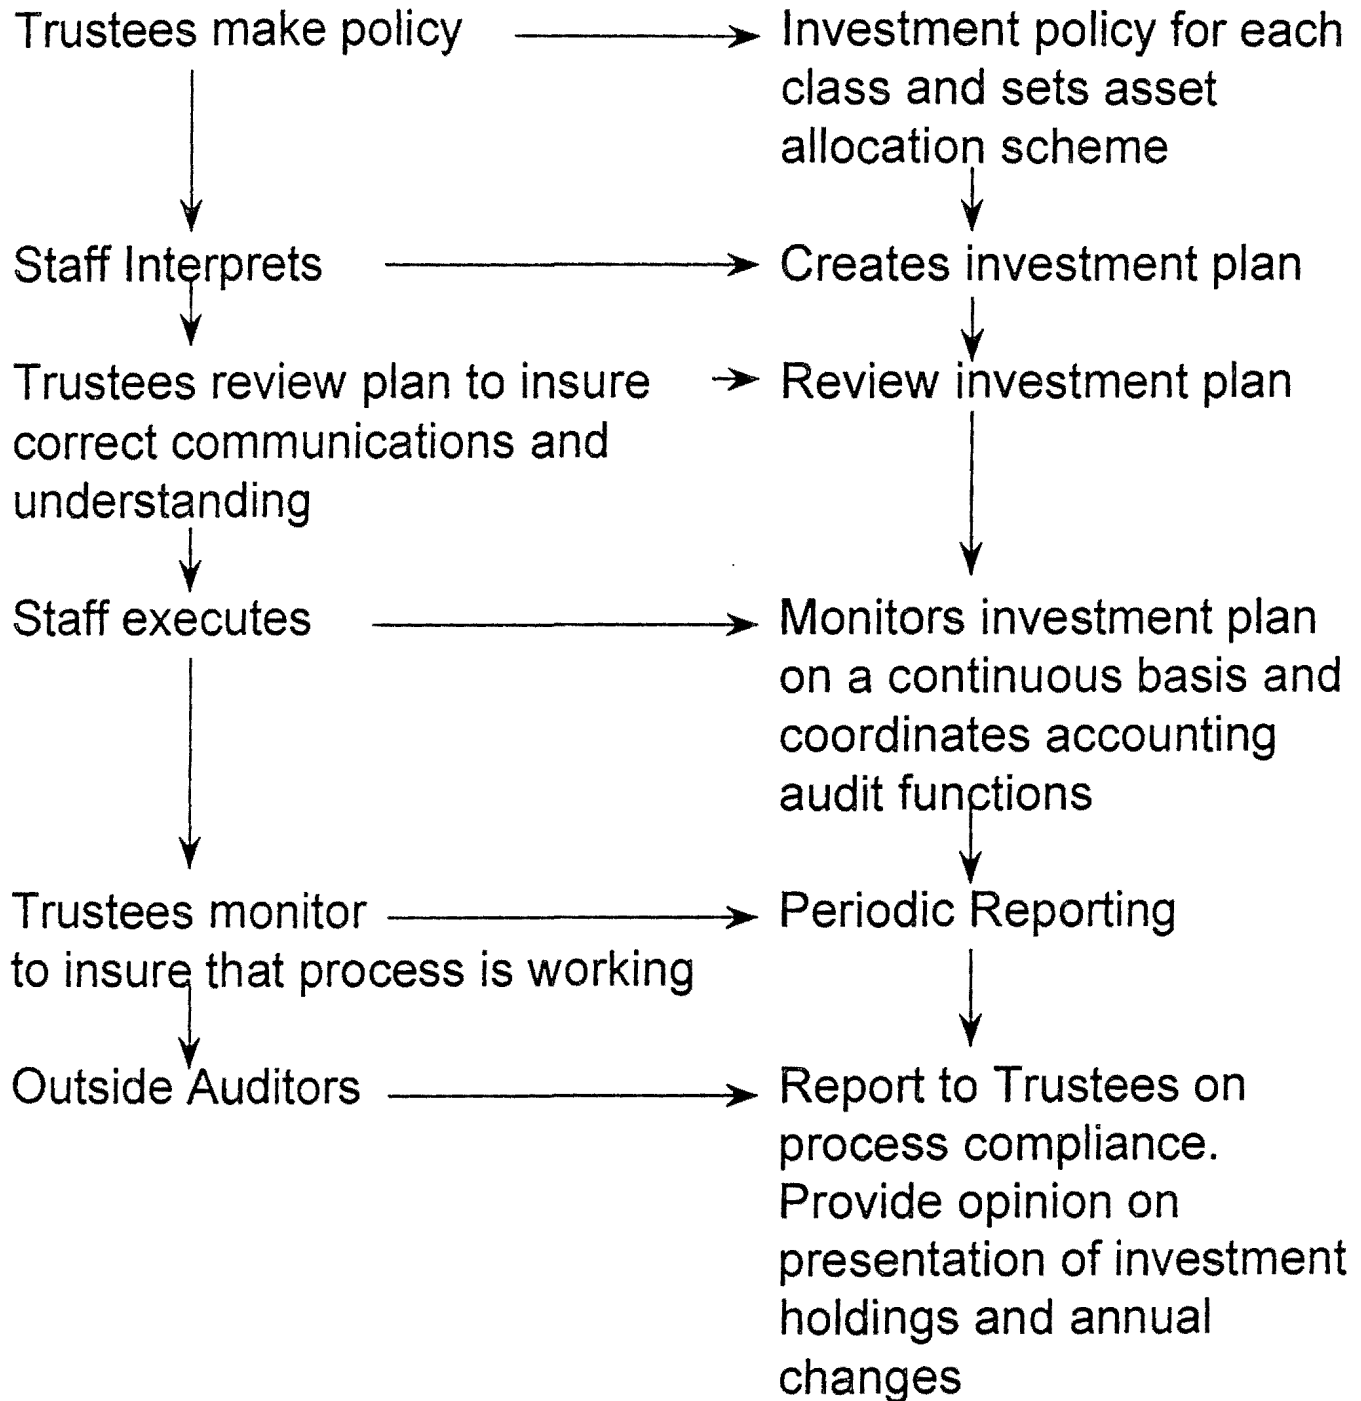 Trustees make policy
Investment policy for each
class and sets asset
allocation scheme
Staff Interprets
Creates investment plan
Trustees review plan to insure
correct communications and
understanding
Review investment plan
Staff executes
Monitors investment plan
on a continuous basis and
coordinates accounting
audit functions
Trustees monitor
to insure that process is working
Periodic Reporting
Outside Auditors
Report to Trustees on
process compliance.
Provide opinion on
presentation of investment
holdings and annual
changes